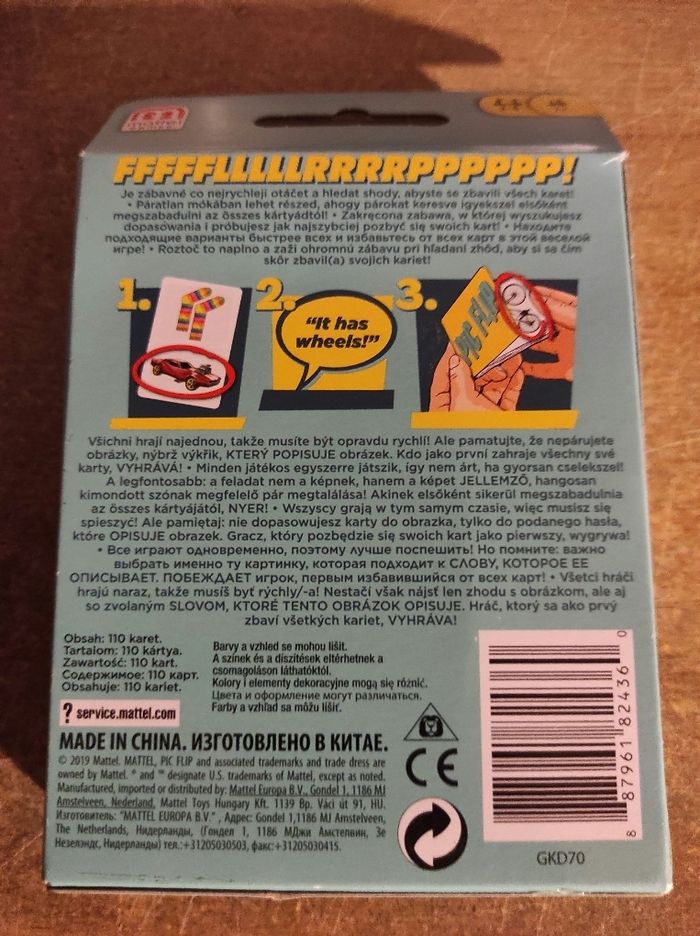 mattel
FFFFFLLLLLRRRRRPPPPPP!
Je zábavné co nejrychleji otáčet a hledat shody, abyste se zbavili všech karet!
• Páratlan mókában lehet részed, ahogy párokat keresve igyekszel elsőként
megszabadulni az összes kártyádtól! • Zakręcona zabawa, w której wyszukujesz
dopasowania i próbujesz jak najszybciej pozbyć się swoich kart! • Находите
подходящие варианты быстрее всех и избавьтесь от всех карт в этой веселой
игре! • Roztoč to naplno a zaži ohromnú zábavu pri hľadaní zhôd, aby si sa čím
skôr zbavil(a) svojich kariet!
1. 2. 3.
"It has
wheels!"
PIC FLIP
Všichni hrají najednou, takže musíte být opravdu rychlí! Ale pamatujte, že nepárujete
obrázky, nýbrž výkřik, KTERÝ POPISUJE obrázek. Kdo jako první zahraje všechny své
karty, VYHRÁVÁ! • Minden játékos egyszerre játszik, így nem árt, ha gyorsan cselekszel!
A legfontosabb: a feladat nem a képnek, hanem a képet JELLEMZŐ, hangosan
kimondott szónak megfelelő pár megtalálása! Akinek elsőként sikerül megszabadulnia
az összes kártyájától, NYER! • Wszyscy grają w tym samym czasie, więc musisz się
spieszyć! Ale pamiętaj: nie dopasowujesz karty do obrazka, tylko do podanego hasła,
które OPISUJE obrazek. Gracz, który pozbędzie się swoich kart jako pierwszy, wygrywa!
• Все играют одновременно, поэтому лучше поспешить! Но помните: важно
выбрать именно ту картинку, которая подходит к СЛОВУ, КОТОРОЕ ЕЕ
ОПИСЫВАЕТ. ПОБЕЖДАЕТ игрок, первым избавившийся от всех карт! • Všetci hráči
hrajú naraz, takže musíš byť rýchly/-a! Nestačí však nájsť len zhodu s obrázkom, ale aj
so zvolaným SLOVOM, KTORÉ TENTO OBRÁZOK OPISUJE. Hráč, ktorý sa ako prvý
zbaví všetkých kariet, VYHRÁVA!
Obsah: 110 karet.
Tartalom: 110 kártya.
Zawartość: 110 kart.
Содержимое: 110 карт.
Obsahuje: 110 kariet.
Barvy a vzhled se mohou lišit.
A színek és a díszítések eltérhetnek a
csomagoláson láthatóktól.
Kolory i elementy dekoracyjne mogą się różnić.
Цвета и оформление могут различаться.
Farby a vzhľad sa môžu líšiť.
? service.mattel.com
MADE IN CHINA. ИЗГОТОВЛЕНО В КИТАЕ.
© 2019 Mattel. MATTEL, PIC FLIP and associated trademarks and trade dress are
owned by Mattel. ® and ™ designate U.S. trademarks of Mattel, except as noted.
Manufactured, imported or distributed by: Mattel Europa B.V., Gondel 1, 1186 MJ
Amstelveen, Nederland. Mattel Toys Hungary Kft. 1139 Bp. Váci út 91, HU.
Изготовитель: "MATTEL EUROPA B.V." , Адрес: Gondel 1,1186 MJ Amstelveen,
The Netherlands, Нидерланды, (Гондел 1, 1186 МДжи Амстелвин, Зе
Незелэндс, Нидерланды) тел.:+31205030503, факс:+31205030415.
CE
8 87961 82436 0
GKD70